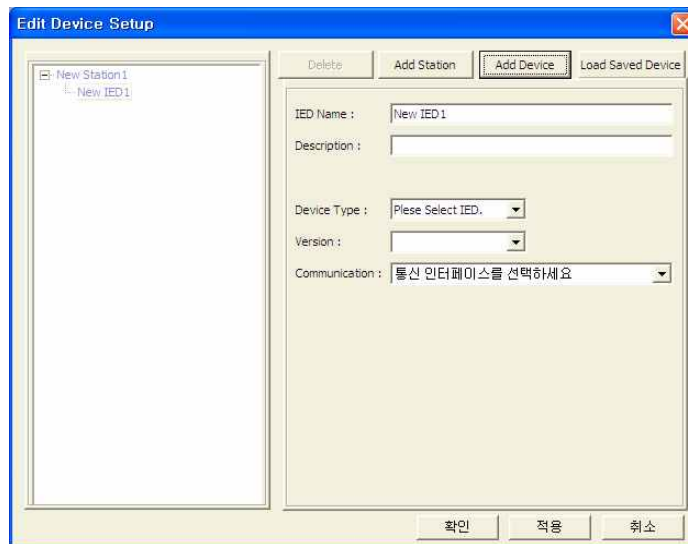 Edit Device Setup
Delete
Add Station
Add Device
Load Saved Device
New Station1
New IED1
IED Name :
New IED1
Description :
Device Type :
Plese Select IED.
Version :
Communication :
통신 인터페이스를 선택하세요
확인
적용
취소